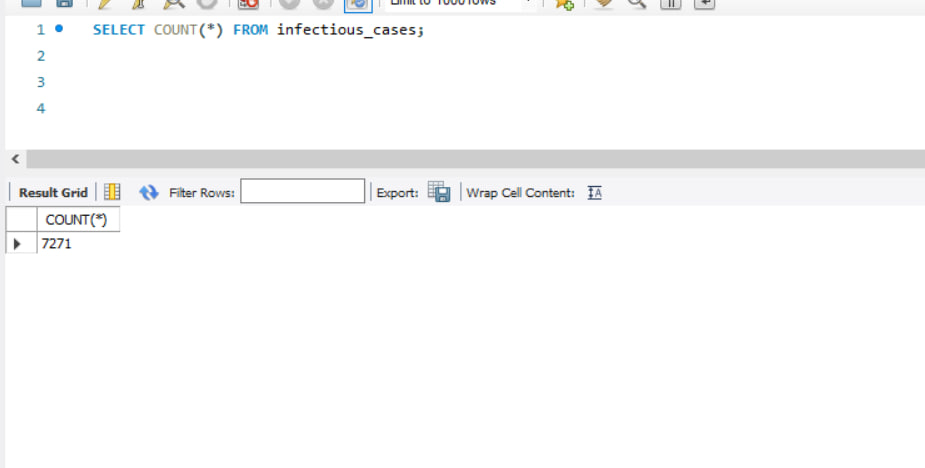 Limit to 1000 rows
1 SELECT COUNT(*) FROM infectious_cases;
2
3
4
Result Grid Filter Rows: Export: Wrap Cell Content:
COUNT(*)
7271